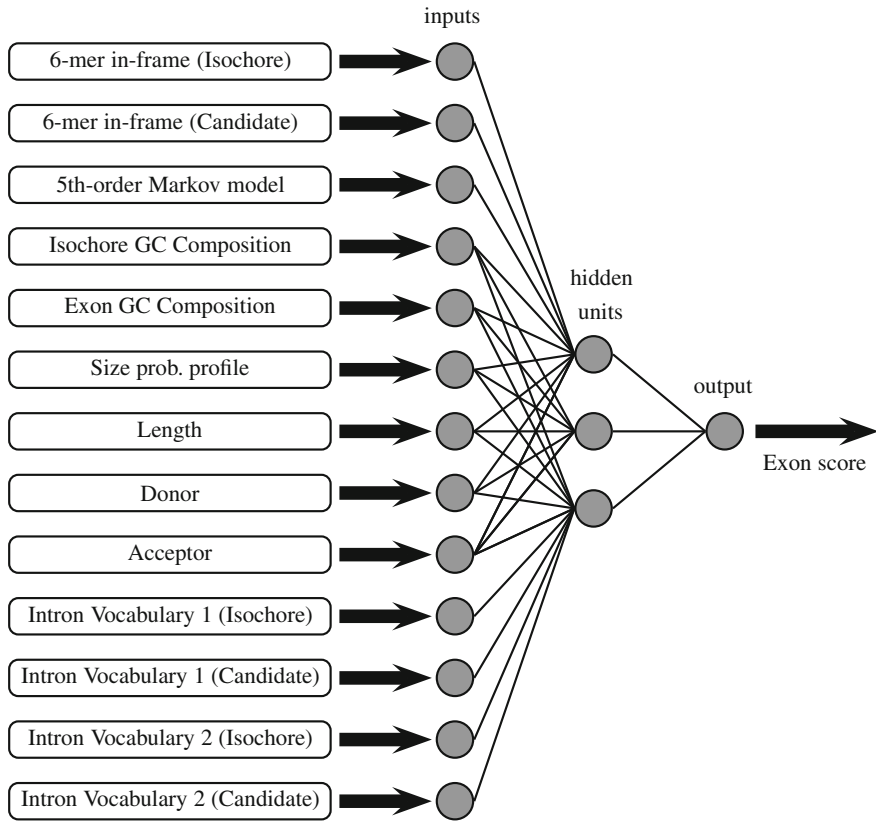 inputs
6-mer in-frame (Isochore)
6-mer in-frame (Candidate)
5th-order Markov model
Isochore GC Composition
Exon GC Composition
Size prob. profile
Length
Donor
Acceptor
Intron Vocabulary 1 (Isochore)
Intron Vocabulary 1 (Candidate)
Intron Vocabulary 2 (Isochore)
Intron Vocabulary 2 (Candidate)
hidden
units
output
Exon score